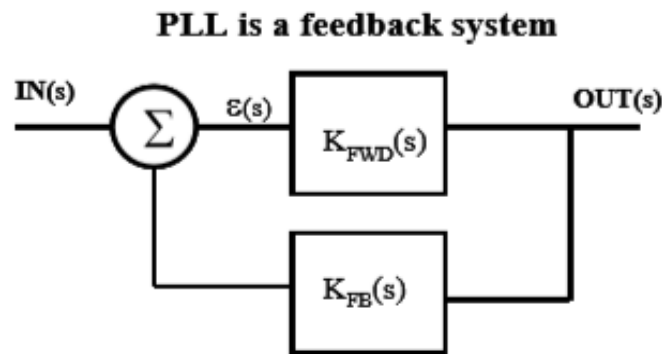 PLL is a feedback system
IN(s)
Σ
ε(s)
K_FWD(s)
OUT(s)
K_FB(s)